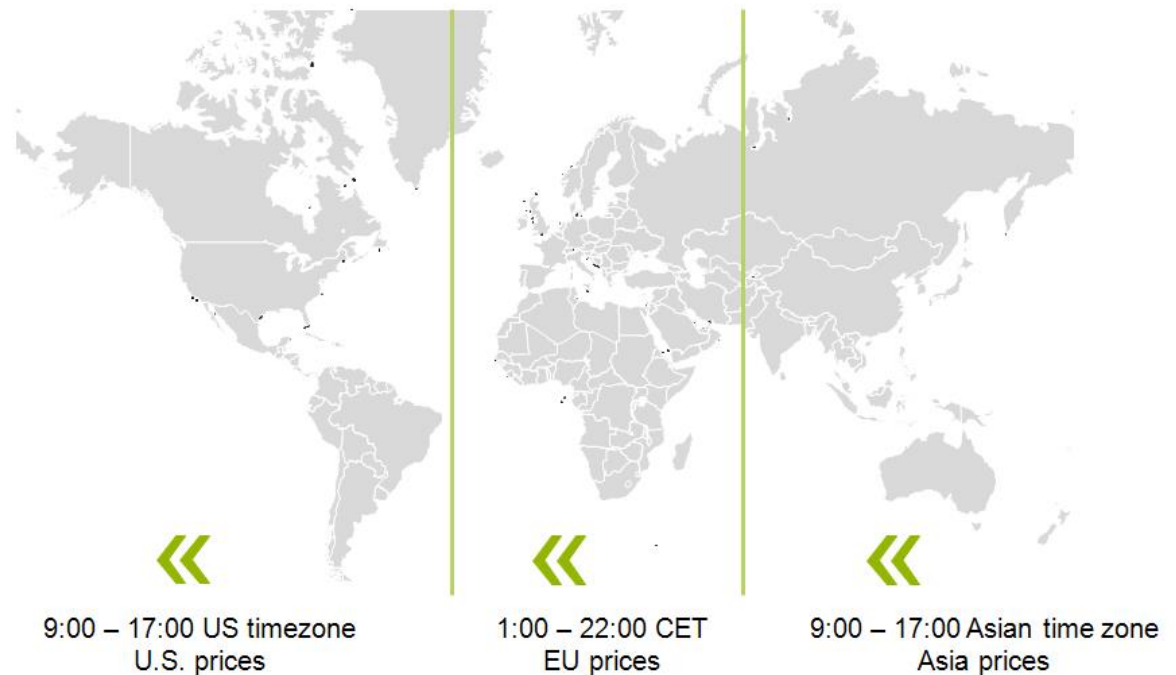 9:00 – 17:00 US timezone
U.S. prices
1:00 – 22:00 CET
EU prices
9:00 – 17:00 Asian time zone
Asia prices